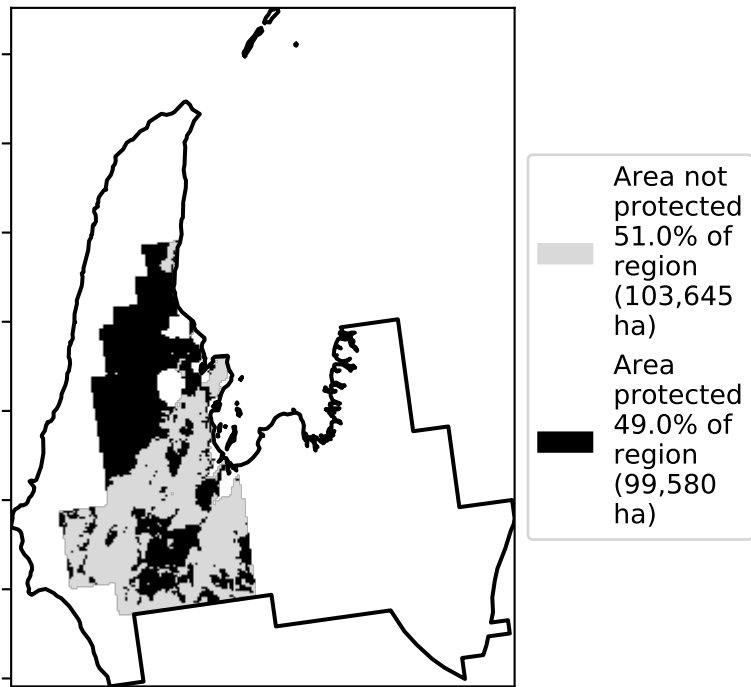 Area not
protected
51.0% of
region
(103,645
ha)
Area
protected
49.0% of
region
(99,580
ha)